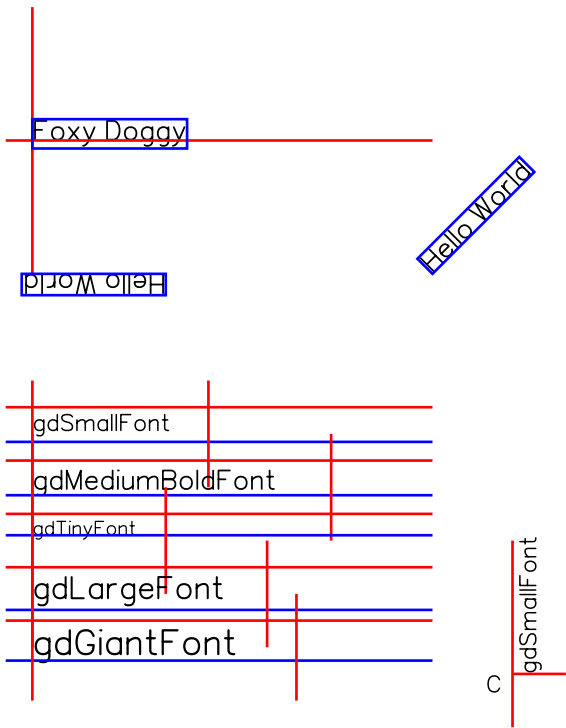 Foxy Doggy
Hello World
Hello World
gdSmallFont
gdMediumBoldFont
gdTinyFont
gdLargeFont
gdGiantFont
gdSmallFont
C